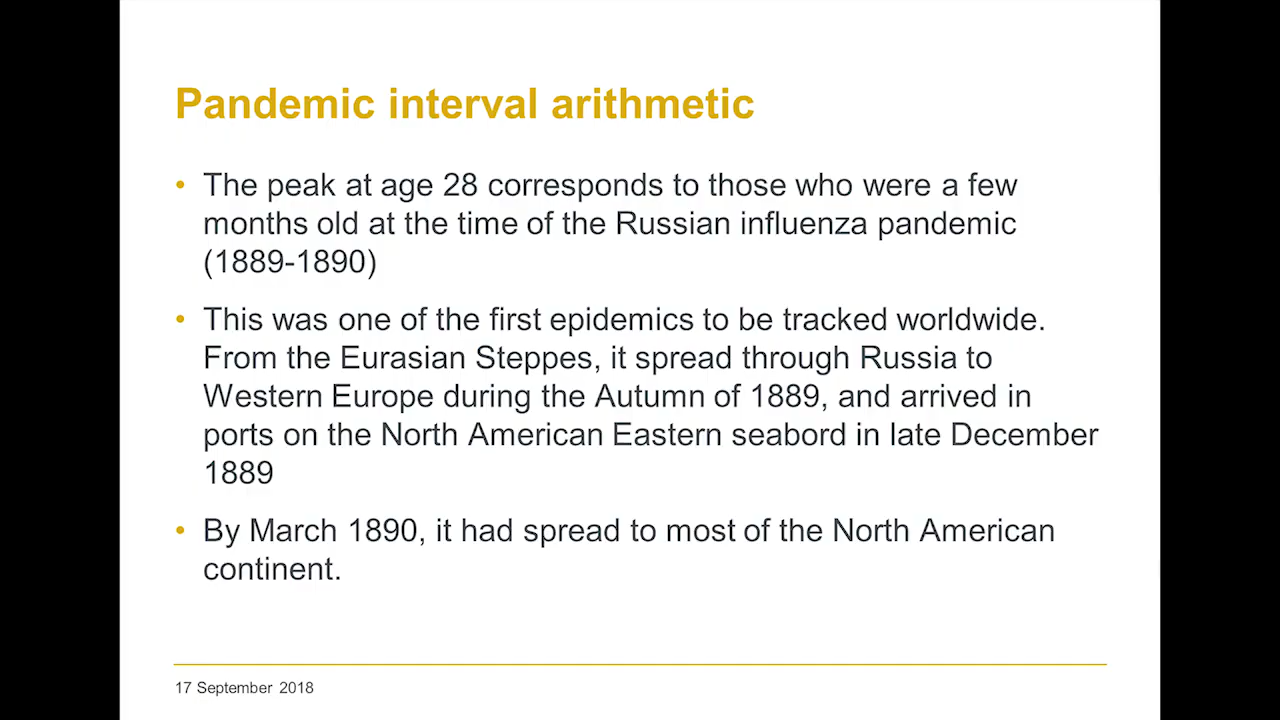 Pandemic interval arithmetic
• The peak at age 28 corresponds to those who were a few
months old at the time of the Russian influenza pandemic
(1889-1890)
• This was one of the first epidemics to be tracked worldwide.
From the Eurasian Steppes, it spread through Russia to
Western Europe during the Autumn of 1889, and arrived in
ports on the North American Eastern seabord in late December
1889
• By March 1890, it had spread to most of the North American
continent.
17 September 2018